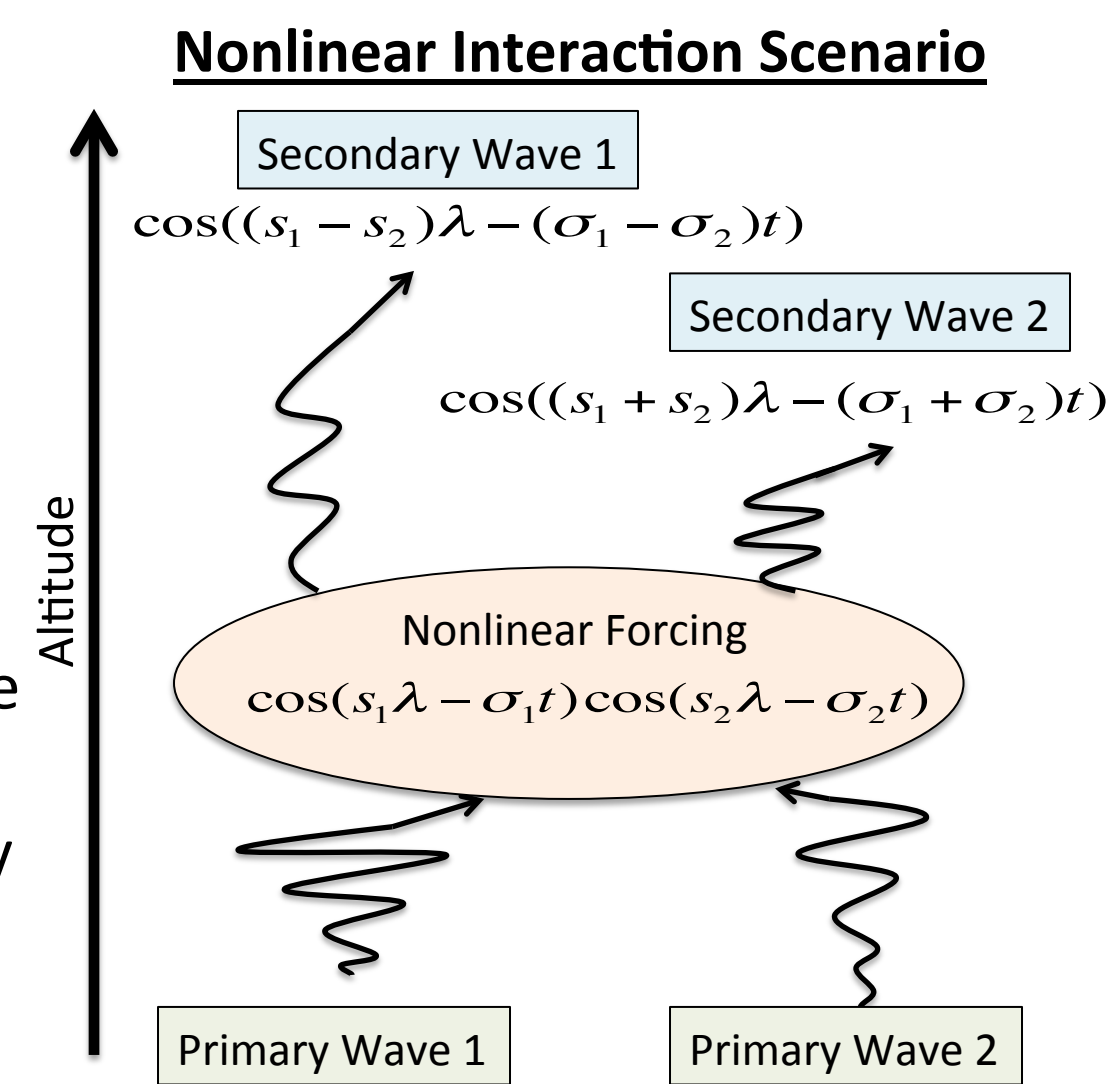 Nonlinear Interaction Scenario
Secondary Wave 1
cos((s₁ − s₂)λ − (σ₁ − σ₂)t)
Secondary Wave 2
cos((s₁ + s₂)λ − (σ₁ + σ₂)t)
Altitude
Nonlinear Forcing
cos(s₁λ − σ₁t)cos(s₂λ − σ₂t)
e
y
Primary Wave 1
Primary Wave 2